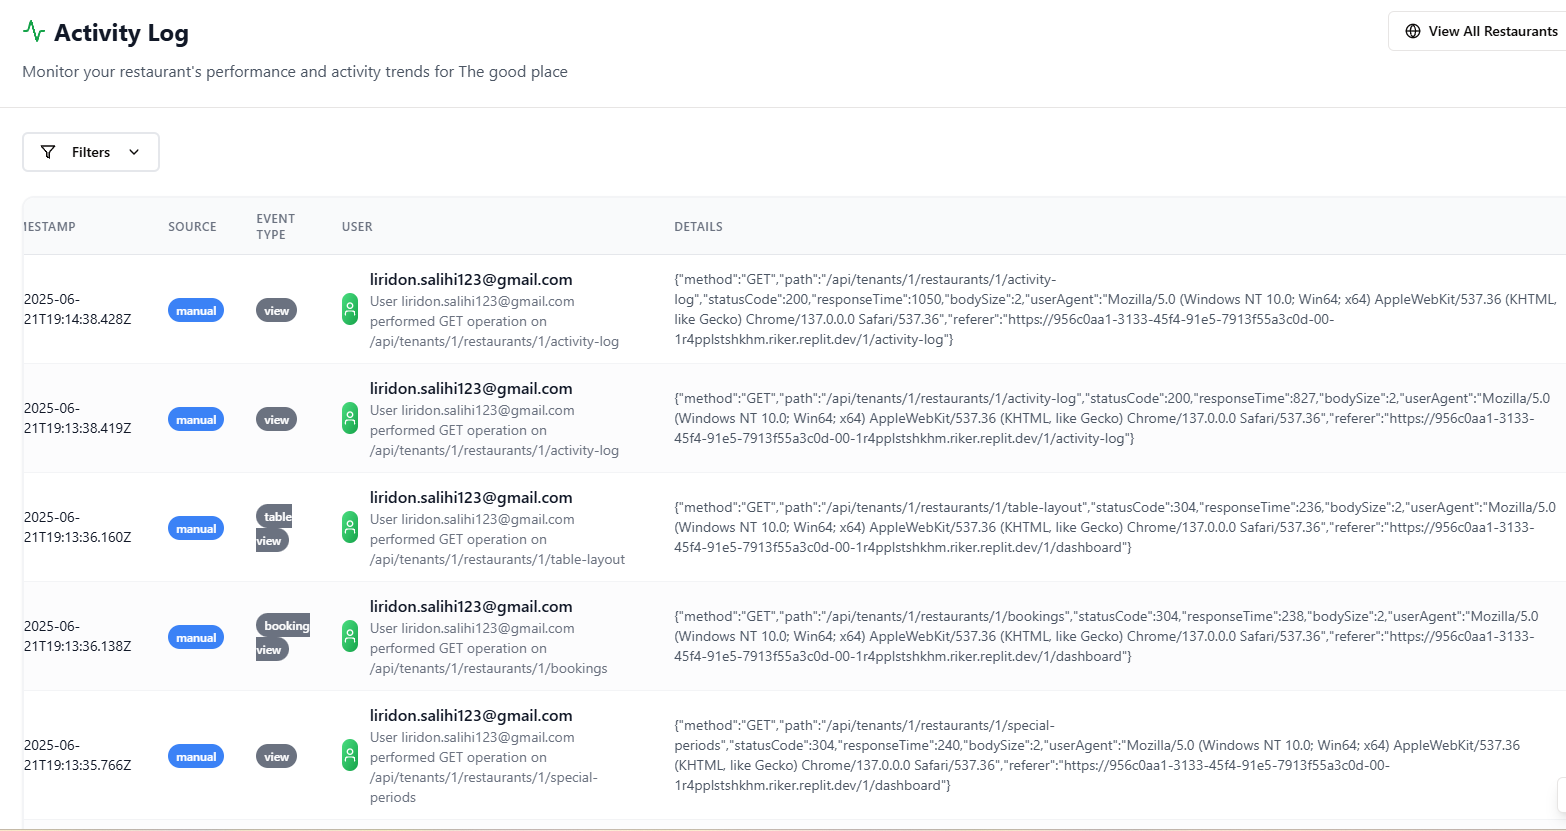 Activity Log
View All Restaurants
Monitor your restaurant's performance and activity trends for The good place
Filters
IESTAMP
SOURCE
EVENT
TYPE
USER
DETAILS
2025-06-
21T19:14:38.428Z
manual
view
liridon.salihi123@gmail.com
User liridon.salihi123@gmail.com
performed GET operation on
/api/tenants/1/restaurants/1/activity-log
{"method":"GET","path":"/api/tenants/1/restaurants/1/activity-
log","statusCode":200,"responseTime":1050,"bodySize":2,"userAgent":"Mozilla/5.0 (Windows NT 10.0; Win64; x64) AppleWebKit/537.36 (KHTML,
like Gecko) Chrome/137.0.0.0 Safari/537.36","referer":"https://956c0aa1-3133-45f4-91e5-7913f55a3c0d-00-
1r4pplstshkhm.riker.replit.dev/1/activity-log"}
2025-06-
21T19:13:38.419Z
manual
view
liridon.salihi123@gmail.com
User liridon.salihi123@gmail.com
performed GET operation on
/api/tenants/1/restaurants/1/activity-log
{"method":"GET","path":"/api/tenants/1/restaurants/1/activity-log","statusCode":200,"responseTime":827,"bodySize":2,"userAgent":"Mozilla/5.0
(Windows NT 10.0; Win64; x64) AppleWebKit/537.36 (KHTML, like Gecko) Chrome/137.0.0.0 Safari/537.36","referer":"https://956c0aa1-3133-
45f4-91e5-7913f55a3c0d-00-1r4pplstshkhm.riker.replit.dev/1/activity-log"}
2025-06-
21T19:13:36.160Z
manual
table
view
liridon.salihi123@gmail.com
User liridon.salihi123@gmail.com
performed GET operation on
/api/tenants/1/restaurants/1/table-layout
{"method":"GET","path":"/api/tenants/1/restaurants/1/table-layout","statusCode":304,"responseTime":236,"bodySize":2,"userAgent":"Mozilla/5.0
(Windows NT 10.0; Win64; x64) AppleWebKit/537.36 (KHTML, like Gecko) Chrome/137.0.0.0 Safari/537.36","referer":"https://956c0aa1-3133-
45f4-91e5-7913f55a3c0d-00-1r4pplstshkhm.riker.replit.dev/1/dashboard"}
2025-06-
21T19:13:36.138Z
manual
booking
view
liridon.salihi123@gmail.com
User liridon.salihi123@gmail.com
performed GET operation on
/api/tenants/1/restaurants/1/bookings
{"method":"GET","path":"/api/tenants/1/restaurants/1/bookings","statusCode":304,"responseTime":238,"bodySize":2,"userAgent":"Mozilla/5.0
(Windows NT 10.0; Win64; x64) AppleWebKit/537.36 (KHTML, like Gecko) Chrome/137.0.0.0 Safari/537.36","referer":"https://956c0aa1-3133-
45f4-91e5-7913f55a3c0d-00-1r4pplstshkhm.riker.replit.dev/1/dashboard"}
2025-06-
21T19:13:35.766Z
manual
view
liridon.salihi123@gmail.com
User liridon.salihi123@gmail.com
performed GET operation on
/api/tenants/1/restaurants/1/special-
periods
{"method":"GET","path":"/api/tenants/1/restaurants/1/special-
periods","statusCode":304,"responseTime":240,"bodySize":2,"userAgent":"Mozilla/5.0 (Windows NT 10.0; Win64; x64) AppleWebKit/537.36
(KHTML, like Gecko) Chrome/137.0.0.0 Safari/537.36","referer":"https://956c0aa1-3133-45f4-91e5-7913f55a3c0d-00-
1r4pplstshkhm.riker.replit.dev/1/dashboard"}